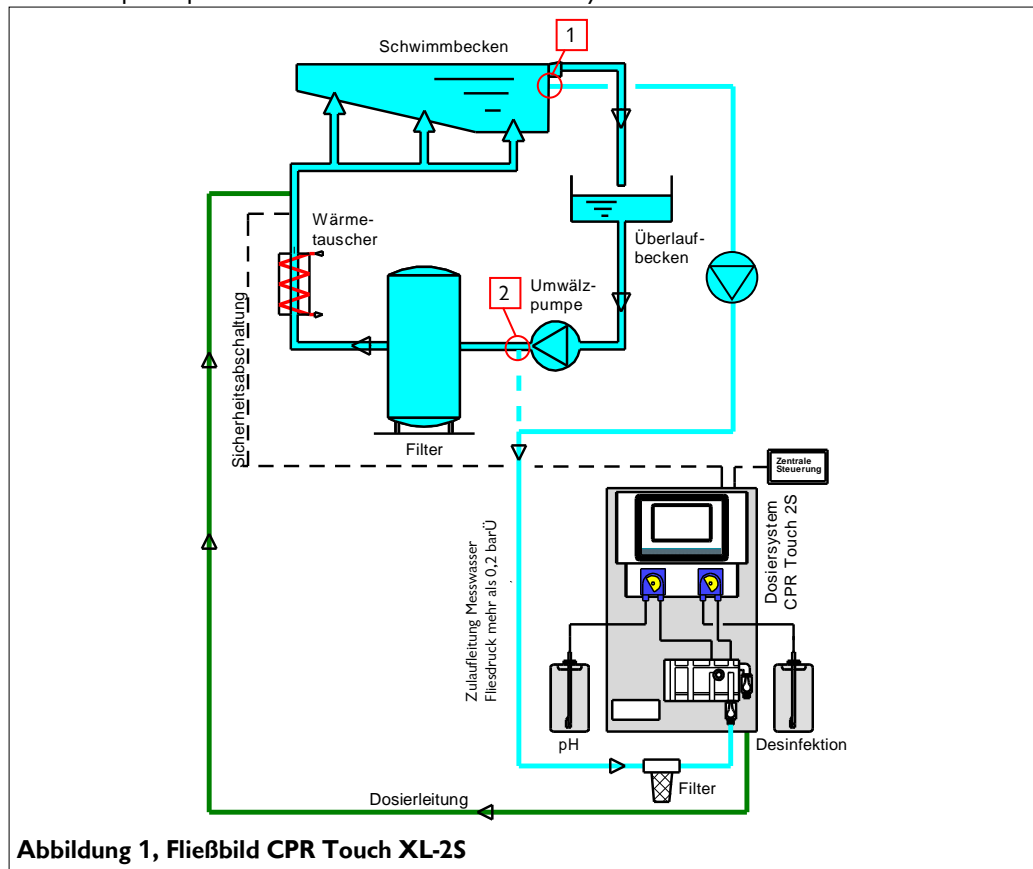 1
Schwimmbecken
Wärme-
tauscher
Überlauf-
becken
2
Umwälz-
pumpe
Sicherheitsabschaltung
Filter
Zentrale
Steuerung
Dosiersystem
CPR Touch 2S
Zulaufleitung Messwasser
Fliesdruck mehr als 0,2 barÜ
pH
Desinfektion
Filter
Dosierleitung
Abbildung 1, Fließbild CPR Touch XL-2S